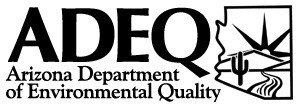 ADEQ
Arizona Department
of Environmental Quality